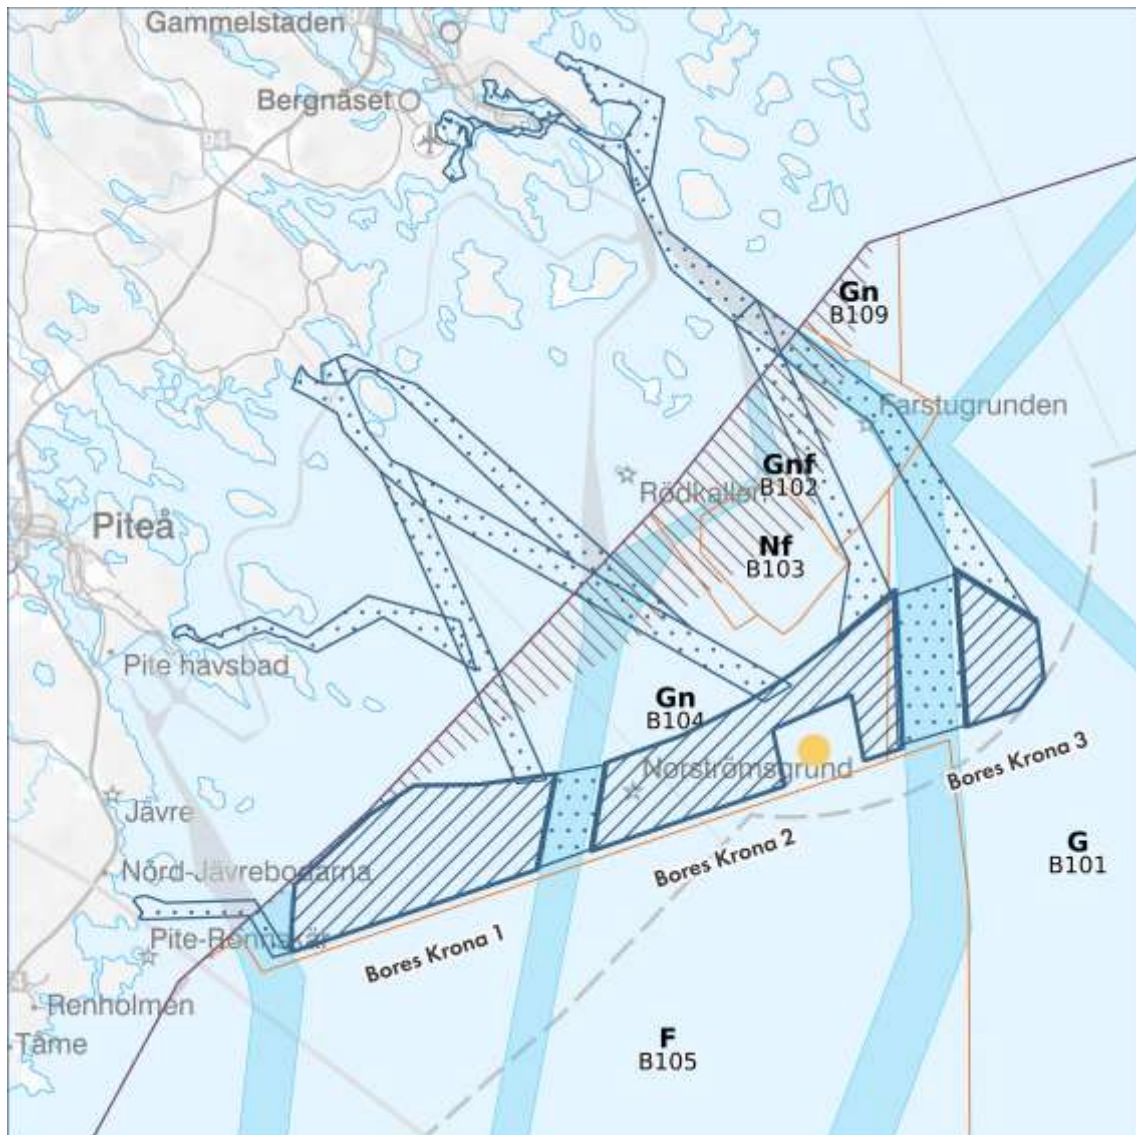 Gammelstaden
Bergnäset
Gn
B109
Farstugrunden
Gnf
B102
Rödkallen
Nf
B103
Piteå
Pite havsbad
Gn
B104
Norströmsgrund
Bores Krona 3
Jävre
Bores Krona 2
G
B101
Nord-Jävrebodarna
Pite-Rönnskär
Bores Krona 1
Renholmen
F
B105
Tåme